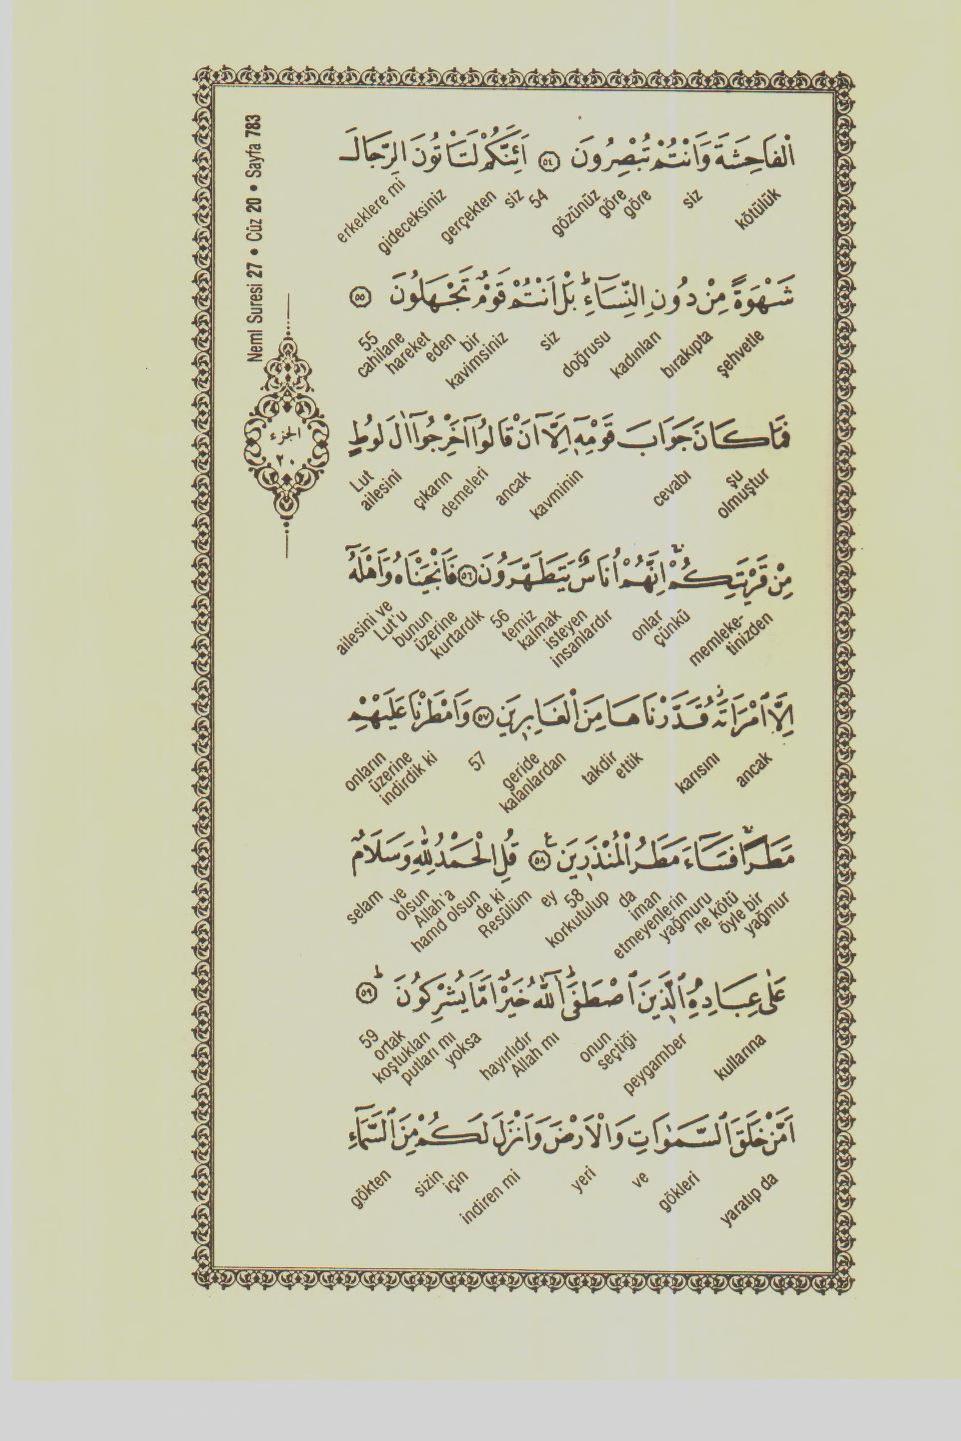 Neml Suresi 27 • Cüz 20 • Sayfa 783
الجزء
٢٠
اَلْفَاحِشَةَ وَاَنْتُمْ تُبْصِرُونَ ﴿٥٤﴾ اَئِنَّكُمْ لَتَأْتُونَ الرِّجَالَ
kötülük siz göre göre gözünüz 54 siz gerçekten gideceksiniz erkeklere mi
شَهْوَةً مِنْ دُونِ النِّسَاءِ بَلْ اَنْتُمْ قَوْمٌ تَجْهَلُونَ ﴿٥٥﴾
şehvetle bırakıpta kadınları doğrusu siz bir kavimsiniz hareket eden cahilane 55
فَمَا كَانَ جَوَابَ قَوْمِهِ اِلَّا اَنْ قَالُوا اَخْرِجُوا اٰلَ لُوطٍ
şu olmuştur cevabı kavminin ancak demeleri çıkarın ailesini Lut
مِنْ قَرْيَتِكُمْ اِنَّهُمْ اُنَاسٌ يَتَطَهَّرُونَ ﴿٥٦﴾ فَاَنْجَيْنَاهُ وَاَهْلَهُ
memleke- tinizden çünkü onlar temiz kalmak isteyen insanlardır 56 bunun üzerine kurtardık Lut'u ailesini ve
اِلَّا امْرَاَتَهُ قَدَّرْنَاهَا مِنَ الْغَابِرِينَ ﴿٥٧﴾ وَاَمْطَرْنَا عَلَيْهِمْ
ancak karısını takdir ettik geride kalanlardan 57 indirdik ki onların üzerine
مَطَرًا فَسَاءَ مَطَرُ الْمُنْذَرِينَ ﴿٥٨﴾ قُلِ الْحَمْدُ لِلّٰهِ وَسَلَامٌ
öyle bir yağmur ne kötü yağmuru da iman etmeyenlerin korkutulup 58 ey Resûlüm de ki hamd olsun Allah'a olsun ve selam
عَلٰى عِبَادِهِ الَّذِينَ اصْطَفٰى اٰللّٰهُ خَيْرٌ اَمَّا يُشْرِكُونَ ﴿٥٩﴾
kullarına peygamber onun seçtiği Allah mı hayırlıdır yoksa ortak koştukları putları mı 59
اَمَّنْ خَلَقَ السَّمٰوَاتِ وَالْاَرْضَ وَاَنْزَلَ لَكُمْ مِنَ السَّمَاءِ
yaratıp da gökleri ve yeri indiren mi sizin için gökten